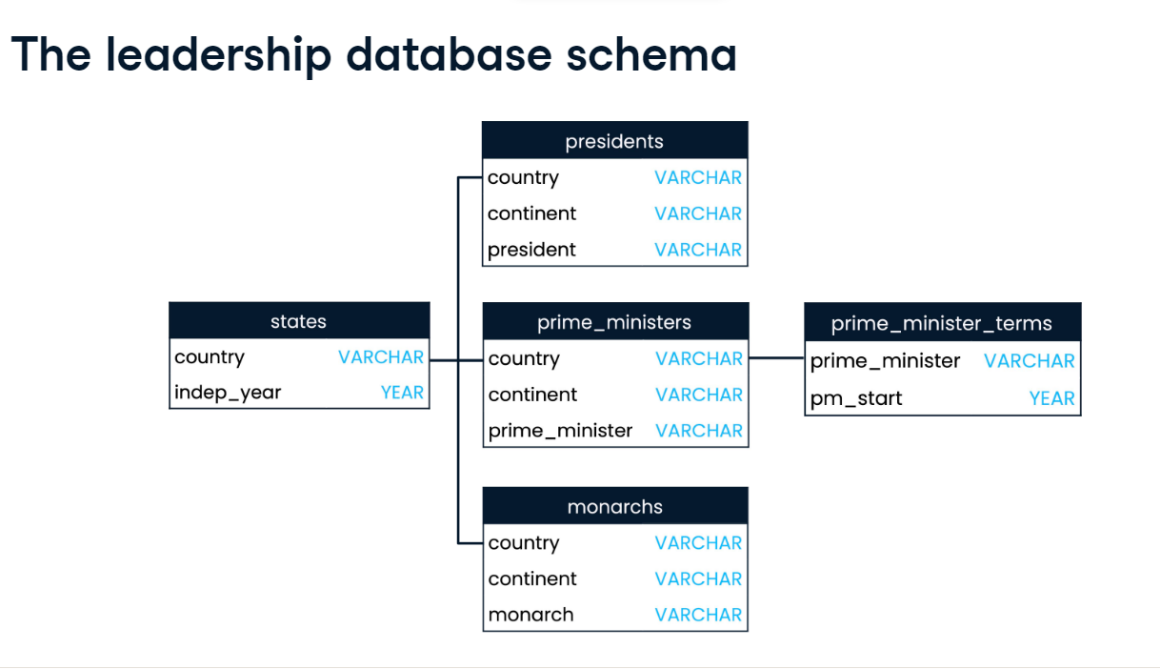 The leadership database schema
presidents
country VARCHAR
continent VARCHAR
president VARCHAR
states
country VARCHAR
indep_year YEAR
prime_ministers
country VARCHAR
continent VARCHAR
prime_minister VARCHAR
prime_minister_terms
prime_minister VARCHAR
pm_start YEAR
monarchs
country VARCHAR
continent VARCHAR
monarch VARCHAR